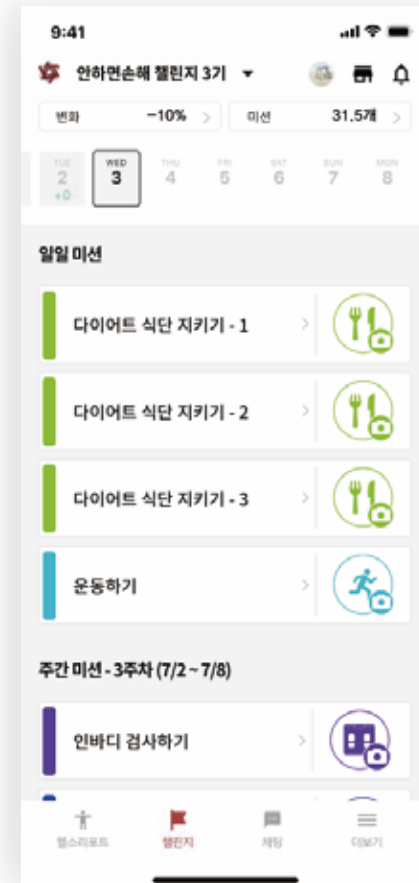 9:41
안하면손해 챌린지 3기
변화 -10% > 미션 31.5개 >
TUE WED THU FRI SAT SUN MON
2 3 4 5 6 7 8
+0
일일 미션
다이어트 식단 지키기 - 1
다이어트 식단 지키기 - 2
다이어트 식단 지키기 - 3
운동하기
주간 미션 - 3주차 (7/2 ~ 7/8)
인바디 검사하기
헬스리포트 챌린지 채팅 더보기